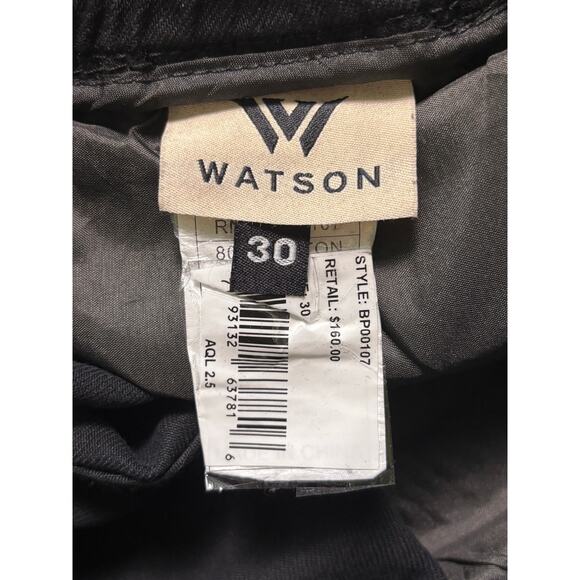 WATSON
30
STYLE: BP00107
RETAIL: $160.00
30
93132 63781 6
AQL 2.5